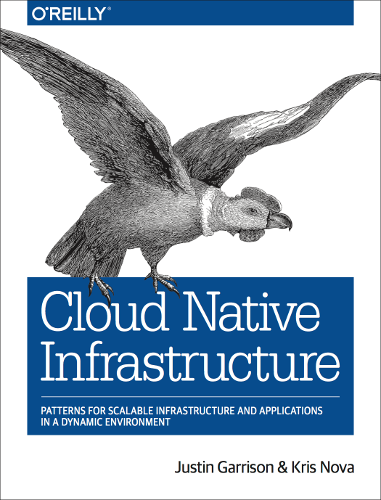 O'REILLY®
Cloud Native
Infrastructure
PATTERNS FOR SCALABLE INFRASTRUCTURE AND APPLICATIONS
IN A DYNAMIC ENVIRONMENT
Justin Garrison & Kris Nova